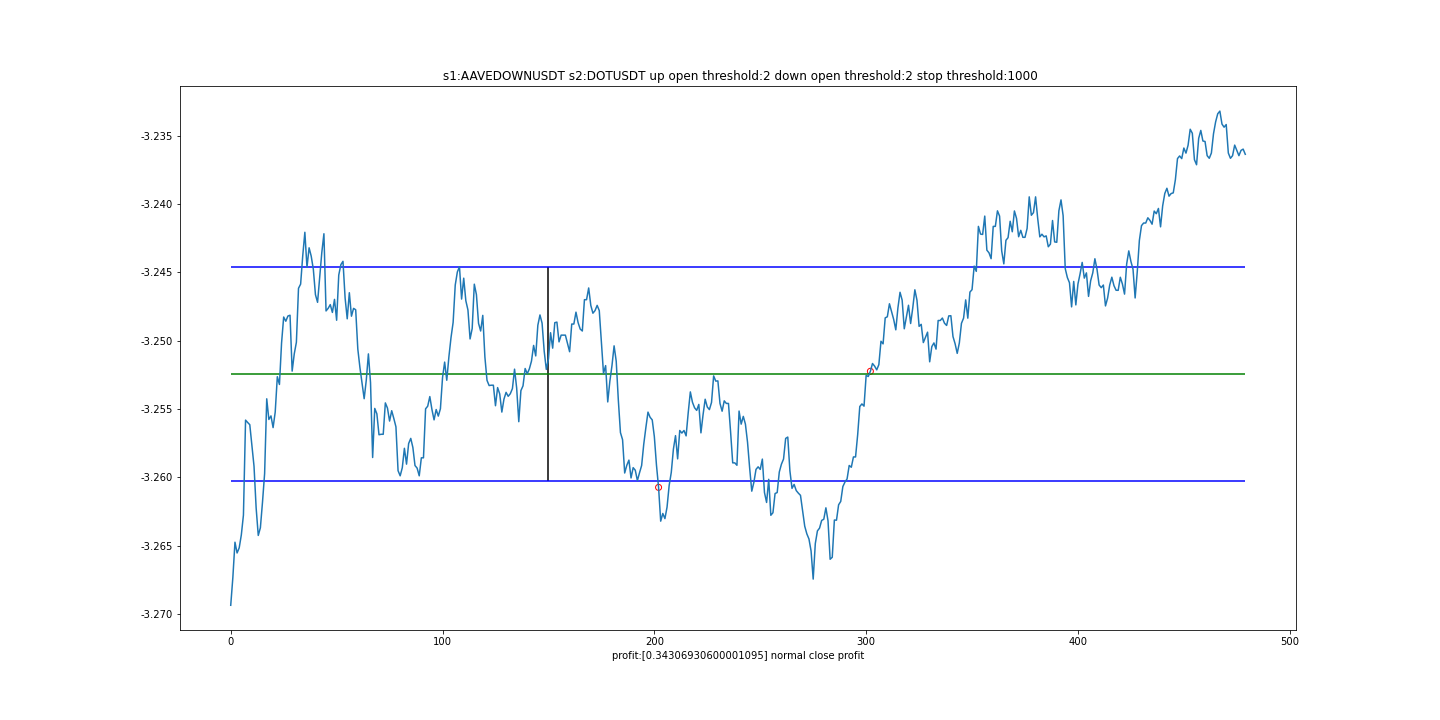 s1:AAVEDOWNUSDT s2:DOTUSDT up open threshold:2 down open threshold:2 stop threshold:1000
-3.235
-3.240
-3.245
-3.250
-3.255
-3.260
-3.265
-3.270
0 100 200 300 400 500
profit:[0.34306930600001095] normal close profit